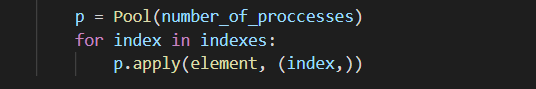 p = Pool(number_of_proccesses)
for index in indexes:
p.apply(element, (index,))